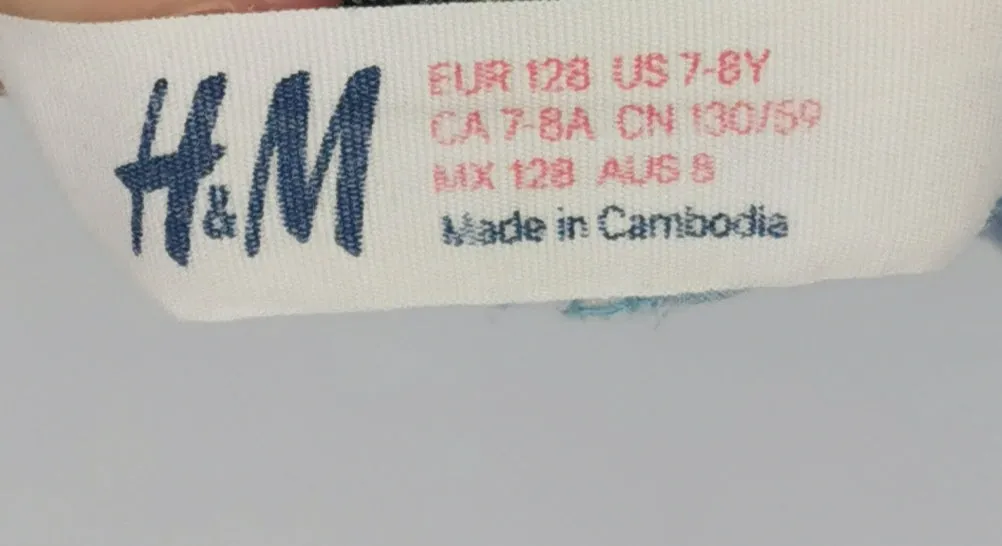 H&M
EUR 128 US 7-8Y
CA 7-8A CN 130/59
MX 128 AUS 8
Made in Cambodia